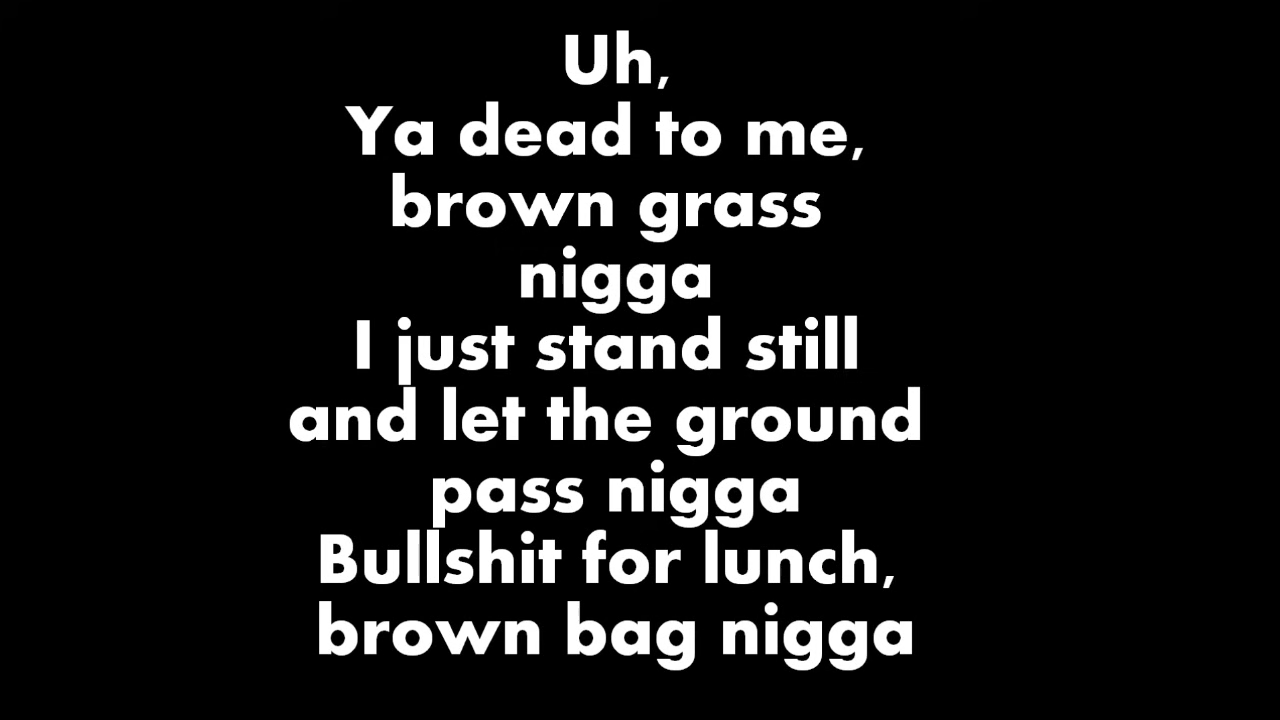 Uh,
Ya dead to me,
brown grass
nigga
I just stand still
and let the ground
pass nigga
Bullshit for lunch,
brown bag nigga